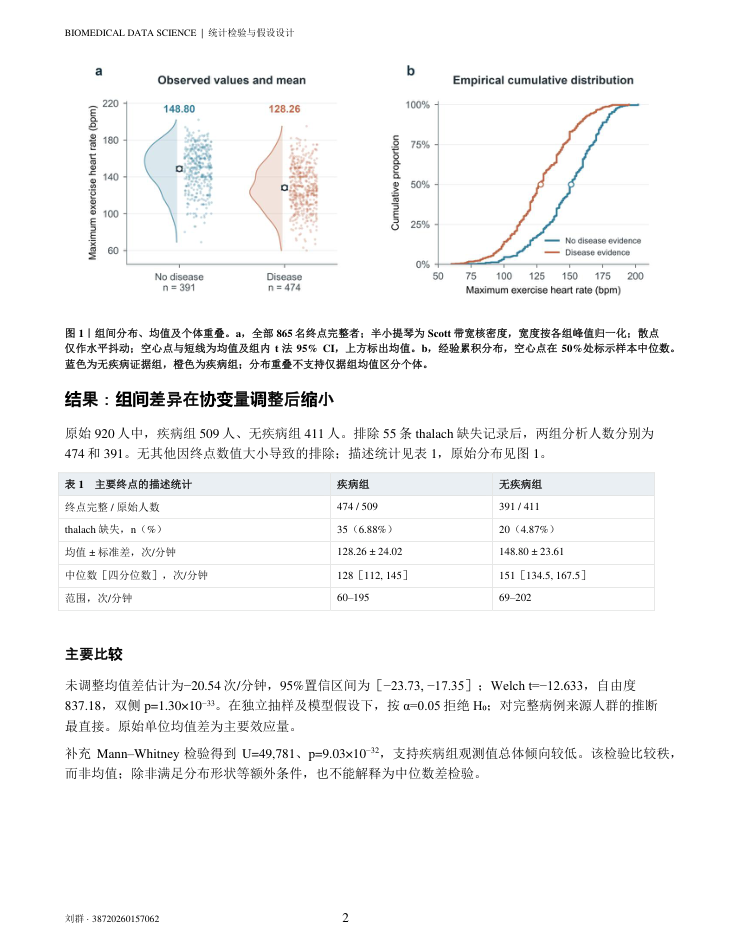 BIOMEDICAL DATA SCIENCE | 统计检验与假设设计
a
Observed values and mean
148.80
128.26
Maximum exercise heart rate (bpm)
220
180
140
100
60
No disease
n = 391
Disease
n = 474
b
Empirical cumulative distribution
Cumulative proportion
100%
75%
50%
25%
0%
No disease evidence
Disease evidence
50 75 100 125 150 175 200
Maximum exercise heart rate (bpm)
图 1｜组间分布、均值及个体重叠。a，全部 865 名终点完整者；半小提琴为 Scott 带宽核密度，宽度按各组峰值归一化；散点
仅作水平抖动；空心点与短线为均值及组内 t 法 95% CI，上方标出均值。b，经验累积分布，空心点在 50%处标示样本中位数。
蓝色为无疾病证据组，橙色为疾病组；分布重叠不支持仅据组均值区分个体。
结果：组间差异在协变量调整后缩小
原始 920 人中，疾病组 509 人、无疾病组 411 人。排除 55 条 thalach 缺失记录后，两组分析人数分别为
474 和 391。无其他因终点数值大小导致的排除；描述统计见表 1，原始分布见图 1。
表 1 主要终点的描述统计 疾病组 无疾病组
终点完整 / 原始人数 474 / 509 391 / 411
thalach 缺失，n（%） 35（6.88%） 20（4.87%）
均值 ± 标准差，次/分钟 128.26 ± 24.02 148.80 ± 23.61
中位数［四分位数］，次/分钟 128［112, 145］ 151［134.5, 167.5］
范围，次/分钟 60–195 69–202
主要比较
未调整均值差估计为−20.54 次/分钟，95%置信区间为［−23.73, −17.35］；Welch t=−12.633，自由度
837.18，双侧 p=1.30×10⁻³³。在独立抽样及模型假设下，按 α=0.05 拒绝 H₀；对完整病例来源人群的推断
最直接。原始单位均值差为主要效应量。
补充 Mann–Whitney 检验得到 U=49,781、p=9.03×10⁻³²，支持疾病组观测值总体倾向较低。该检验比较秩，
而非均值；除非满足分布形状等额外条件，也不能解释为中位数差检验。
刘群 · 38720260157062
2